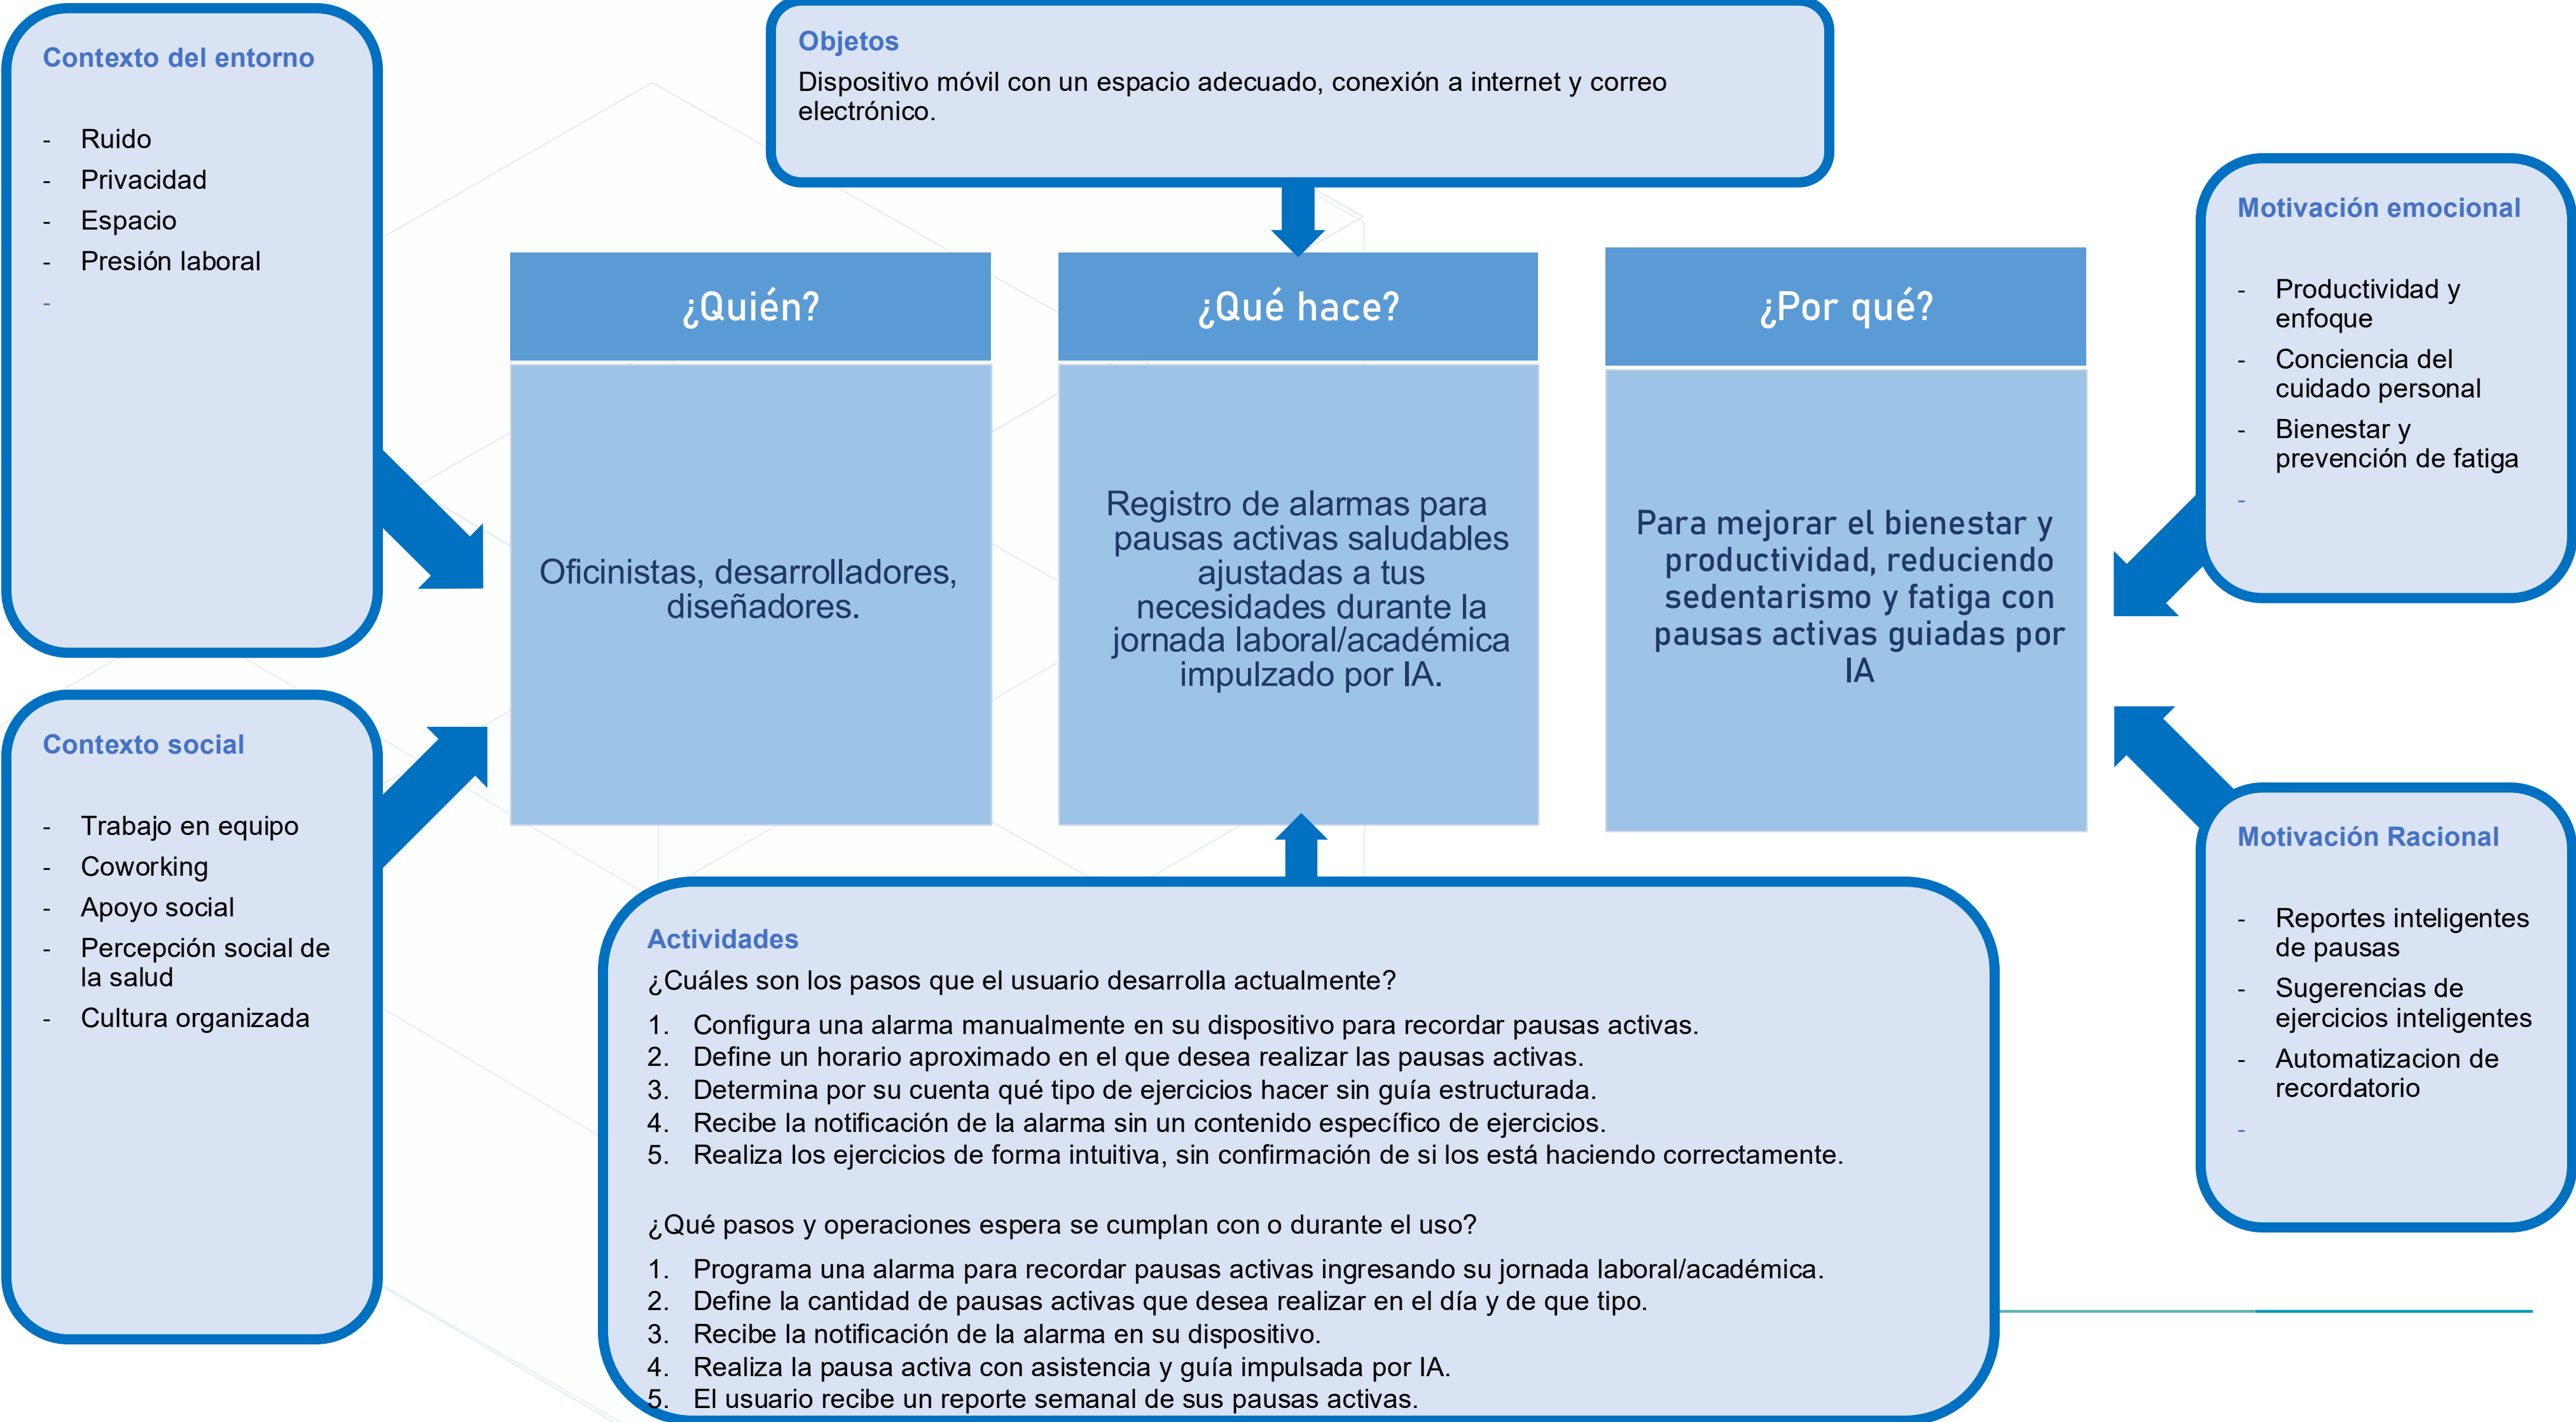 Contexto del entorno
- Ruido
- Privacidad
- Espacio
- Presión laboral
-
Objetos
Dispositivo móvil con un espacio adecuado, conexión a internet y correo
electrónico.
¿Quién?
Oficinistas, desarrolladores,
diseñadores.
¿Qué hace?
Registro de alarmas para
pausas activas saludables
ajustadas a tus
necesidades durante la
jornada laboral/académica
impulzado por IA.
¿Por qué?
Para mejorar el bienestar y
productividad, reduciendo
sedentarismo y fatiga con
pausas activas guiadas por
IA
Motivación emocional
- Productividad y
enfoque
- Conciencia del
cuidado personal
- Bienestar y
prevención de fatiga
-
Contexto social
- Trabajo en equipo
- Coworking
- Apoyo social
- Percepción social de
la salud
- Cultura organizada
Actividades
¿Cuáles son los pasos que el usuario desarrolla actualmente?
1. Configura una alarma manualmente en su dispositivo para recordar pausas activas.
2. Define un horario aproximado en el que desea realizar las pausas activas.
3. Determina por su cuenta qué tipo de ejercicios hacer sin guía estructurada.
4. Recibe la notificación de la alarma sin un contenido específico de ejercicios.
5. Realiza los ejercicios de forma intuitiva, sin confirmación de si los está haciendo correctamente.
¿Qué pasos y operaciones espera se cumplan con o durante el uso?
1. Programa una alarma para recordar pausas activas ingresando su jornada laboral/académica.
2. Define la cantidad de pausas activas que desea realizar en el día y de que tipo.
3. Recibe la notificación de la alarma en su dispositivo.
4. Realiza la pausa activa con asistencia y guía impulsada por IA.
5. El usuario recibe un reporte semanal de sus pausas activas.
Motivación Racional
- Reportes inteligentes
de pausas
- Sugerencias de
ejercicios inteligentes
- Automatizacion de
recordatorio
-